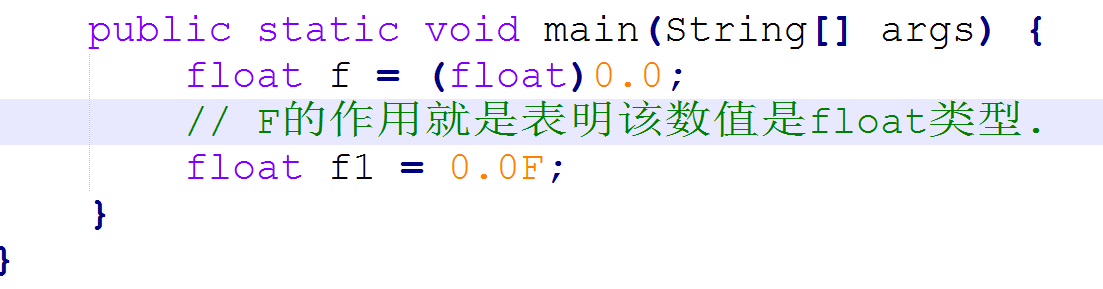 public static void main(String[] args) {
float f = (float)0.0;
// F的作用就是表明该数值是float类型.
float f1 = 0.0F;
}
}